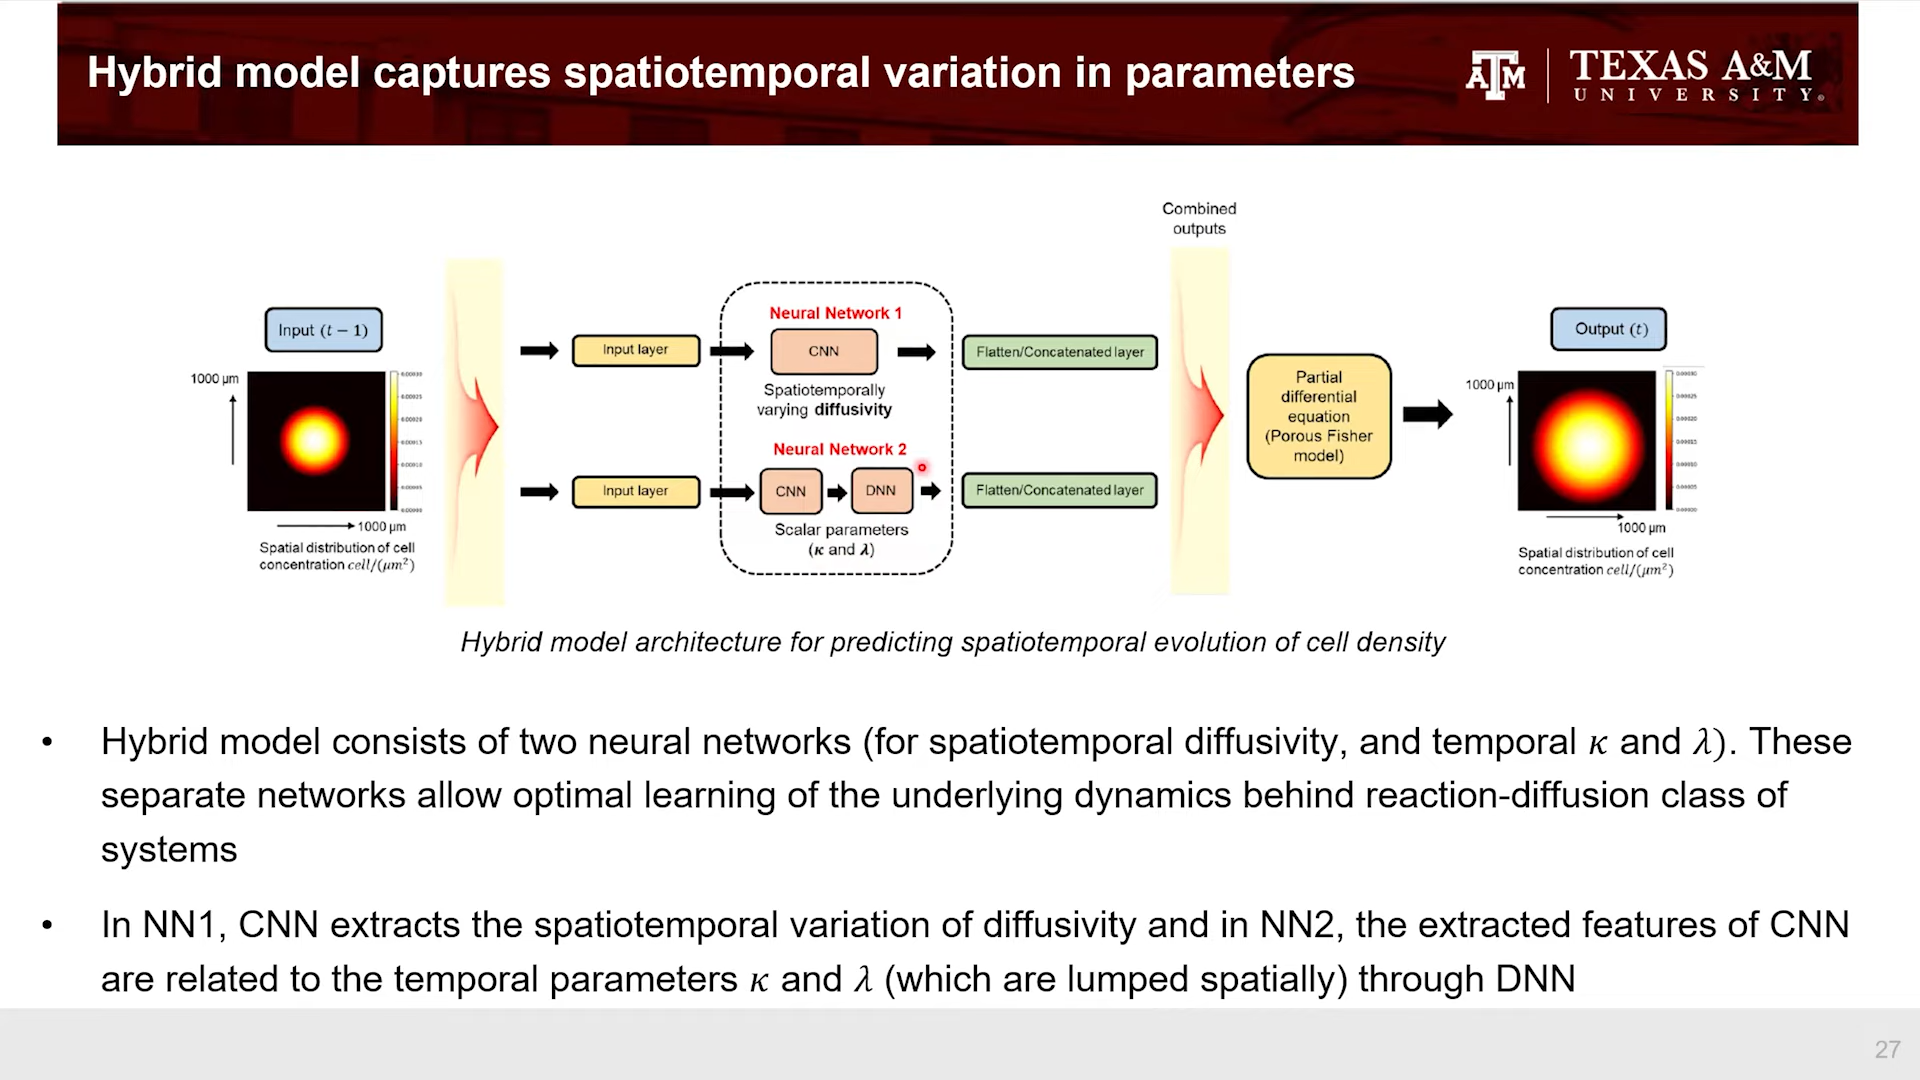 Hybrid model captures spatiotemporal variation in parameters
ATM
TEXAS A&M
UNIVERSITY®
Combined
outputs
Input (t − 1)
1000 µm
1000 µm
Spatial distribution of cell
concentration cell/(µm²)
Input layer
Neural Network 1
CNN
Spatiotemporally
varying diffusivity
Flatten/Concatenated layer
Input layer
Neural Network 2
CNN
DNN
Scalar parameters
(κ and λ)
Flatten/Concatenated layer
Partial
differential
equation
(Porous Fisher
model)
Output (t)
1000 µm
1000 µm
Spatial distribution of cell
concentration cell/(µm²)
Hybrid model architecture for predicting spatiotemporal evolution of cell density
• Hybrid model consists of two neural networks (for spatiotemporal diffusivity, and temporal κ and λ). These
separate networks allow optimal learning of the underlying dynamics behind reaction-diffusion class of
systems
• In NN1, CNN extracts the spatiotemporal variation of diffusivity and in NN2, the extracted features of CNN
are related to the temporal parameters κ and λ (which are lumped spatially) through DNN
27